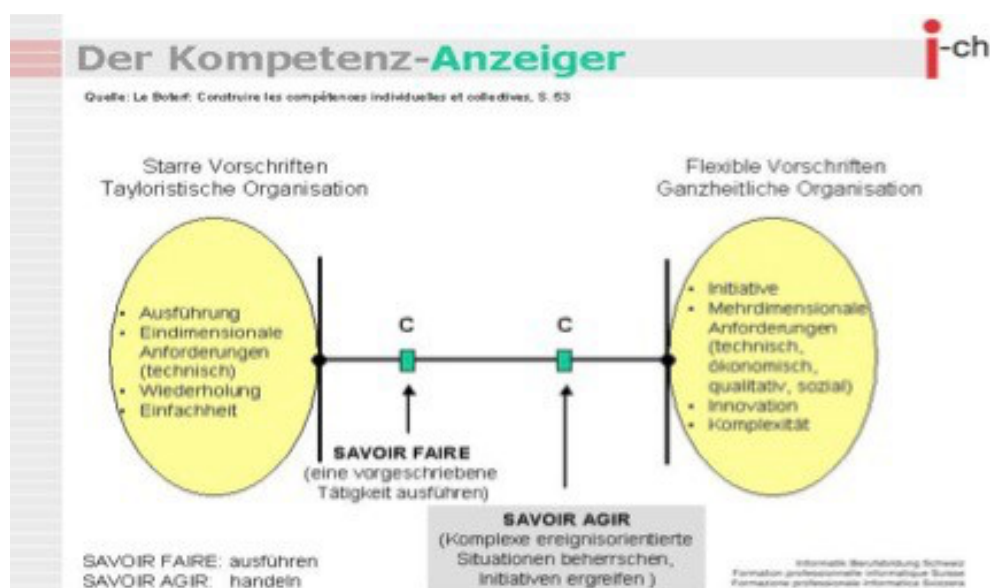 Der Kompetenz-Anzeiger
i-ch
Quelle: Le Boterf: Construire les compétences individuelles et collectives, S. 53
Starre Vorschriften
Tayloristische Organisation
Flexible Vorschriften
Ganzheitliche Organisation
• Ausführung
• Eindimensionale
Anforderungen
(technisch)
• Wiederholung
• Einfachheit
C
C
• Initiative
• Mehrdimensionale
Anforderungen
(technisch,
ökonomisch,
qualitativ, sozial)
• Innovation
• Komplexität
SAVOIR FAIRE
(eine vorgeschriebene
Tätigkeit ausführen)
SAVOIR AGIR
(Komplexe ereignisorientierte
Situationen beherrschen,
Initiativen ergreifen )
SAVOIR FAIRE: ausführen
SAVOIR AGIR: handeln
Informatik Berufsbildung Schweiz
Formation professionnelle informatique Suisse
Formazione professionale informatica Svizzera